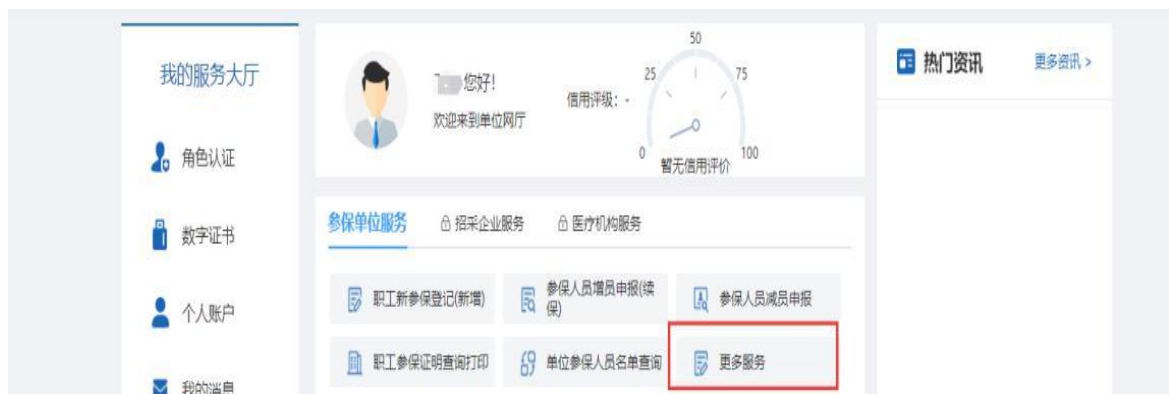 我的服务大厅
角色认证
数字证书
个人账户
我的消息
您好!
欢迎来到单位网厅
信用评级: -
0
25
50
75
100
暂无信用评价
参保单位服务
招采企业服务
医疗机构服务
职工新参保登记(新增)
参保人员增员申报(续
保)
参保人员减员申报
职工参保证明查询打印
单位参保人员名单查询
更多服务
热门资讯
更多资讯 >